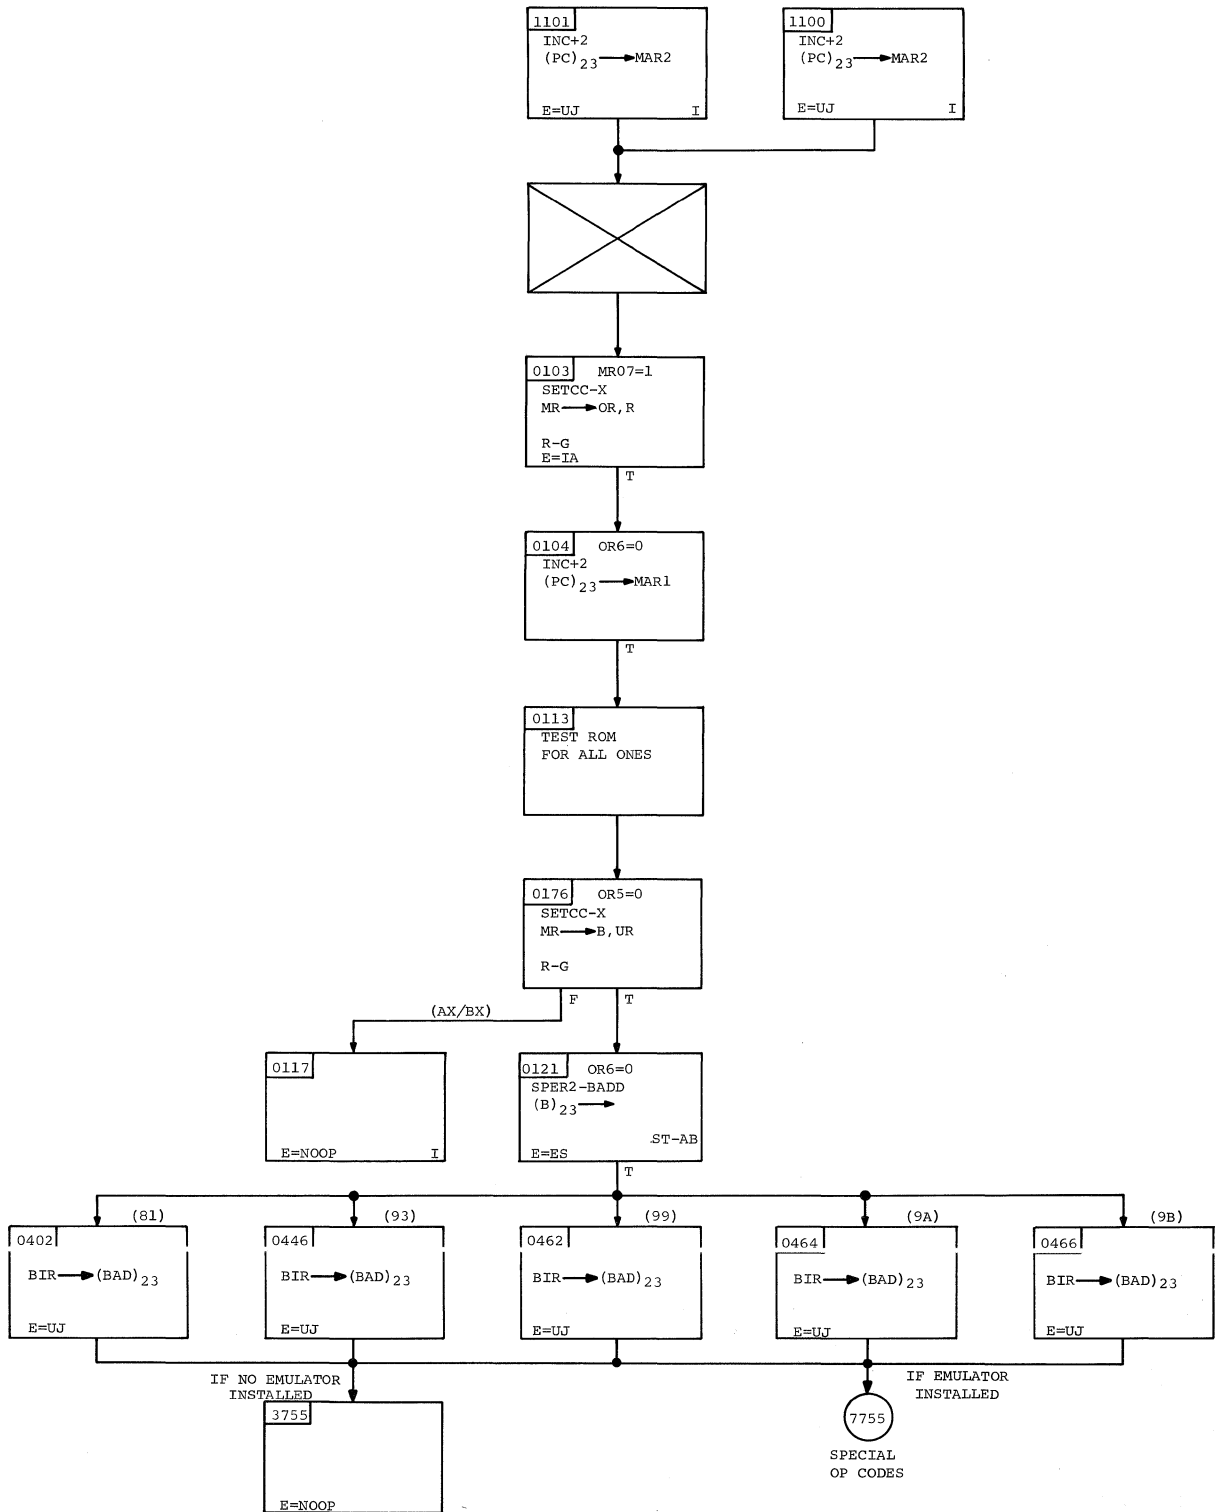 1101
INC+2
(PC)23→MAR2
E=UJ I
1100
INC+2
(PC)23→MAR2
E=UJ I
0103 MR07=1
SETCC-X
MR→OR,R
R-G
E=IA
T
0104 OR6=0
INC+2
(PC)23→MAR1
T
0113
TEST ROM
FOR ALL ONES
0176 OR5=0
SETCC-X
MR→B,UR
R-G
F T
(AX/BX)
0117
E=NOOP I
0121 OR6=0
SPER2-BADD
(B)23→
ST-AB
E=ES
T
(81)
0402
BIR→(BAD)23
E=UJ
(93)
0446
BIR→(BAD)23
E=UJ
(99)
0462
BIR→(BAD)23
E=UJ
(9A)
0464
BIR→(BAD)23
E=UJ
(9B)
0466
BIR→(BAD)23
E=UJ
IF NO EMULATOR
INSTALLED
IF EMULATOR
INSTALLED
3755
E=NOOP
7755
SPECIAL
OP CODES